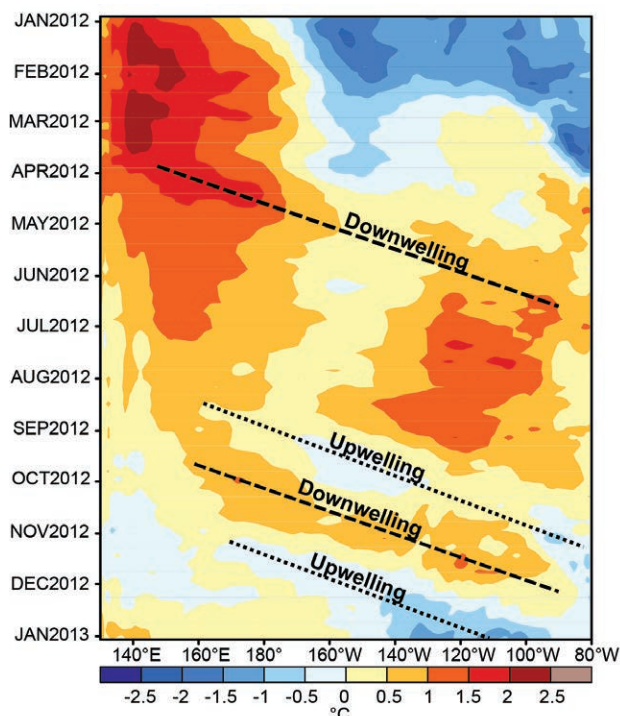 JAN2012
FEB2012
MAR2012
APR2012
MAY2012
JUN2012
JUL2012
AUG2012
SEP2012
OCT2012
NOV2012
DEC2012
JAN2013
Downwelling
Upwelling
Downwelling
Upwelling
140°E 160°E 180° 160°W 140°W 120°W 100°W 80°W
-2.5 -2 -1.5 -1 -0.5 0 0.5 1 1.5 2 2.5
°C